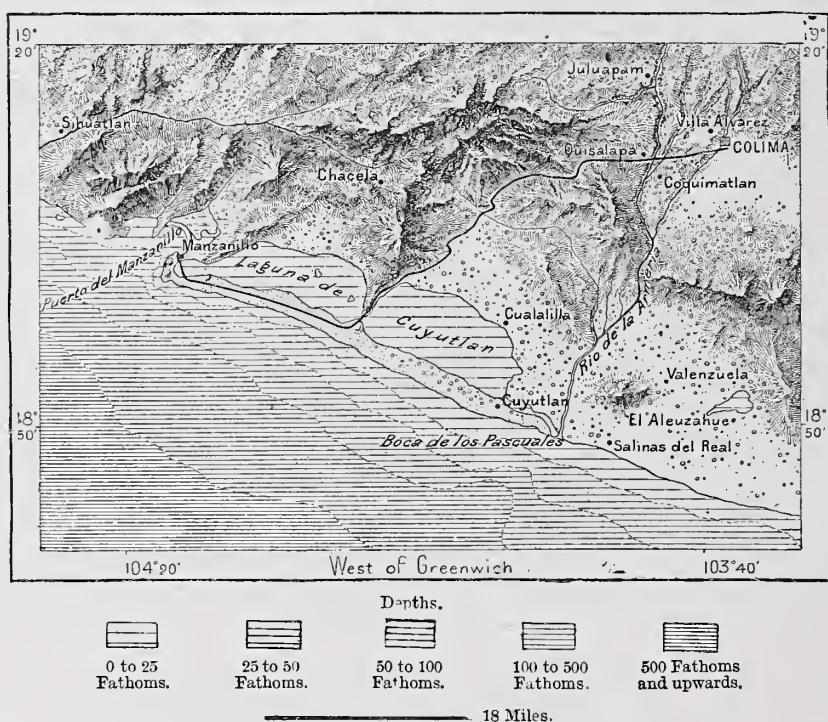 19°
20'
19°
20'
Juluapam
Sihuatlan
Villa Alvarez
Quisalapa
COLIMA
Chacela
Coquimatlan
Manzanillo
Puerto del Manzanillo
Laguna de
Cuyutlan
Cualalilla
Rio de la
Valenzuela
Cuyutlan
El Aleuzahue
18°
50'
18°
50'
Boca de los Pascuales
Salinas del Real
104°20'
West of Greenwich
103°40'
Depths.
0 to 25
Fathoms.
25 to 50
Fathoms.
50 to 100
Fathoms.
100 to 500
Fathoms.
500 Fathoms
and upwards.
18 Miles.